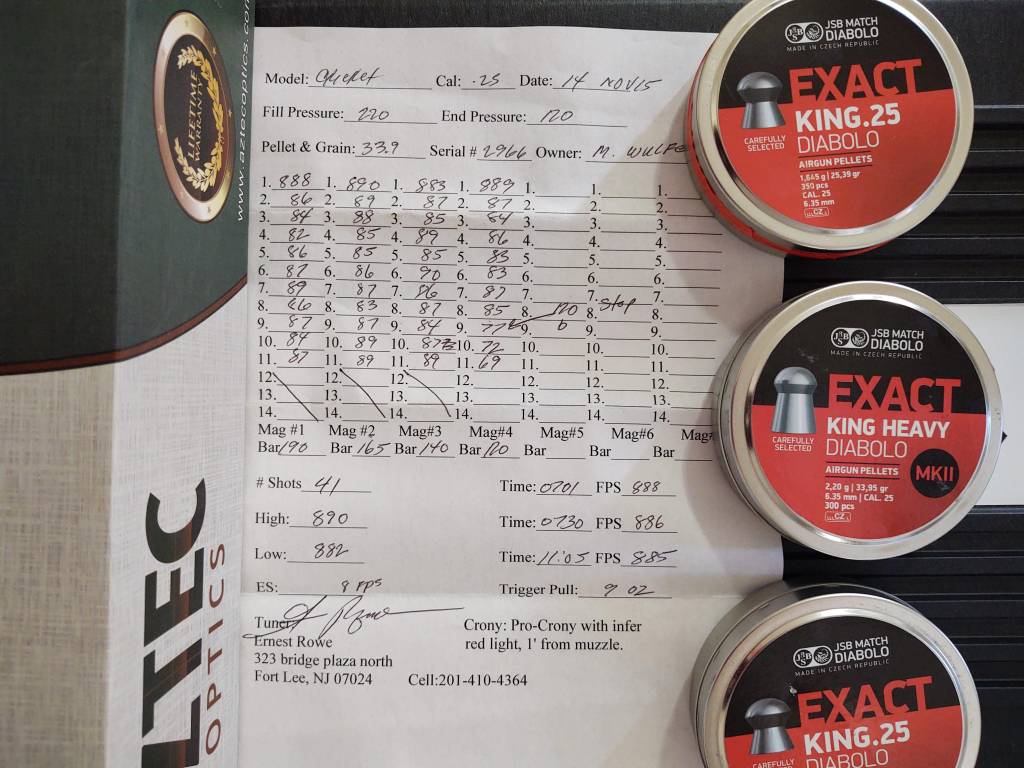 LIFETIME
WARRANTY
www.aztecoptics.com
LTEC
OPTICS
Model: Cricket Cal: .25 Date: 14 NOV15
Fill Pressure: 220 End Pressure: 120
Pellet & Grain: 33.9 Serial # 2966 Owner: M. WULFE
1. 888 1. 890 1. 883 1. 889 1. 1. 1.
2. 86 2. 89 2. 87 2. 87 2. 2. 2.
3. 84 3. 88 3. 85 3. 84 3. 3. 3.
4. 82 4. 85 4. 89 4. 86 4. 4. 4.
5. 86 5. 85 5. 85 5. 83 5. 5. 5.
6. 87 6. 86 6. 90 6. 83 6. 6. 6.
7. 89 7. 87 7. 86 7. 87 7. 7. 7.
8. 86 8. 83 8. 87 8. 85 8. 120 8. stop 8.
9. 87 9. 87 9. 84 9. 77 9. b 9. 9.
10. 84 10. 89 10. 87 10. 72 10. 10. 10.
11. 87 11. 89 11. 89 11. 69 11. 11. 11.
12. 12. 12. 12. 12. 12. 12.
13. 13. 13. 13. 13. 13. 13.
14. 14. 14. 14. 14. 14. 14.
Mag #1 Mag #2 Mag#3 Mag#4 Mag#5 Mag#6 Mag#
Bar 190 Bar 165 Bar 140 Bar 120 Bar Bar Bar
# Shots 41 Time: 0701 FPS 888
High: 890 Time: 0730 FPS 886
Low: 882 Time: 11:05 FPS 885
ES: 8 FPS Trigger Pull: 9 OZ
Tuner
Ernest Rowe
323 bridge plaza north
Fort Lee, NJ 07024 Cell:201-410-4364
Crony: Pro-Crony with infer
red light, 1' from muzzle.
JSB JSB MATCH
DIABOLO
MADE IN CZECH REPUBLIC
EXACT
KING.25
DIABOLO
CAREFULLY
SELECTED
AIRGUN PELLETS
1,645 g | 25,39 gr
350 pcs
CAL. 25
6.35 mm
CZ
JSB JSB MATCH
DIABOLO
MADE IN CZECH REPUBLIC
EXACT
KING HEAVY
DIABOLO
CAREFULLY
SELECTED
AIRGUN PELLETS
MKII
2,20 g | 33,95 gr
6.35 mm | CAL. 25
300 pcs
CZ
JSB JSB MATCH
DIABOLO
MADE IN CZECH REPUBLIC
EXACT
KING.25
DIABOLO
CAREFULLY